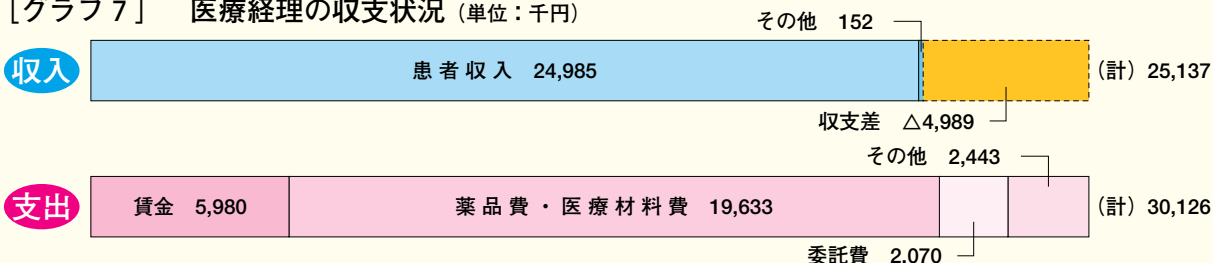 ［グラフ７］ 医療経理の収支状況（単位：千円）
その他 152
収入
患者収入 24,985
（計）25,137
収支差 △4,989
その他 2,443
支出
賃金 5,980
薬品費・医療材料費 19,633
（計）30,126
委託費 2,070